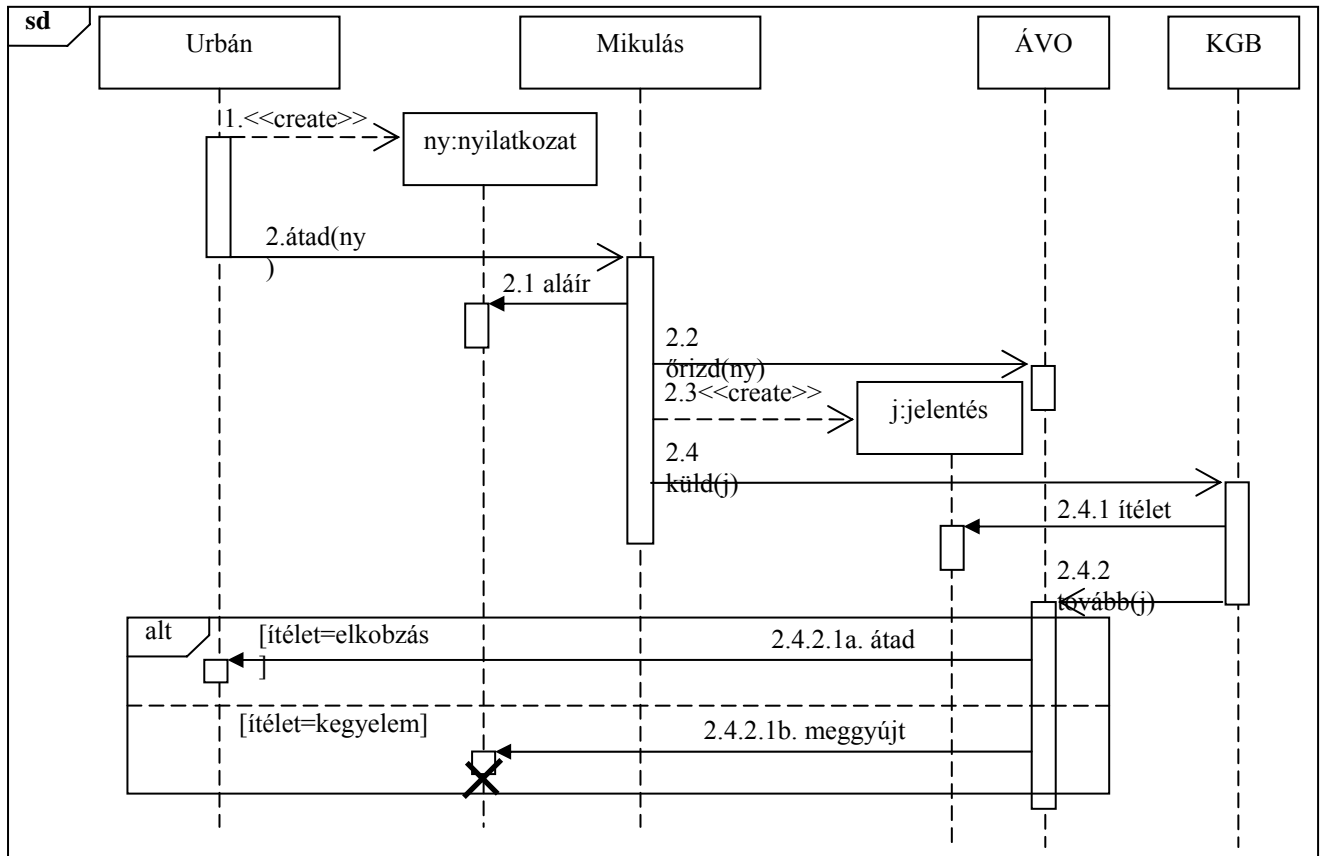 sd
Urbán
Mikulás
ÁVO
KGB
1.<<create>>
ny:nyilatkozat
2.átad(ny
)
2.1 aláír
2.2
őrizd(ny)
2.3<<create>>
j:jelentés
2.4
küld(j)
2.4.1 ítélet
2.4.2
tovább(j)
alt
[ítélet=elkobzás
]
2.4.2.1a. átad
[ítélet=kegyelem]
2.4.2.1b. meggyújt